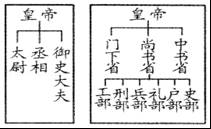 皇帝
太尉
丞相
御史大夫
皇帝
门下省
尚书省
中书省
工部
刑部
兵部
礼部
户部
吏部